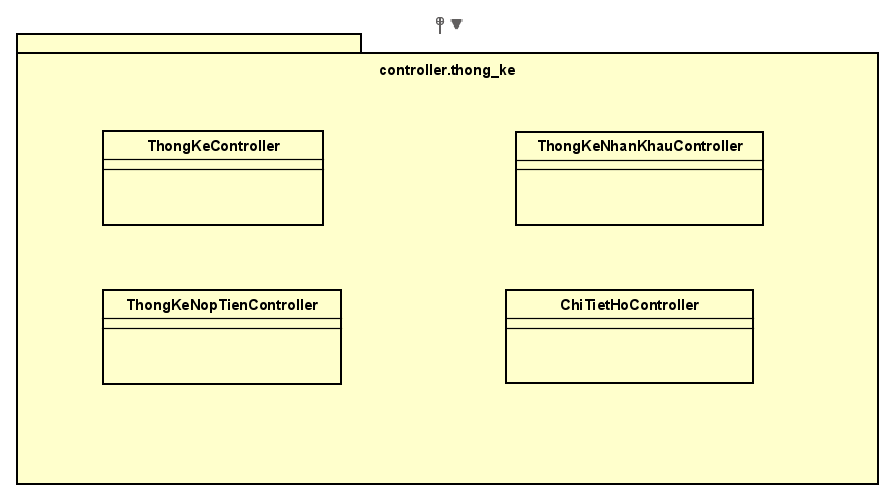 controller.thong_ke
ThongKeController
ThongKeNhanKhauController
ThongKeNopTienController
ChiTietHoController